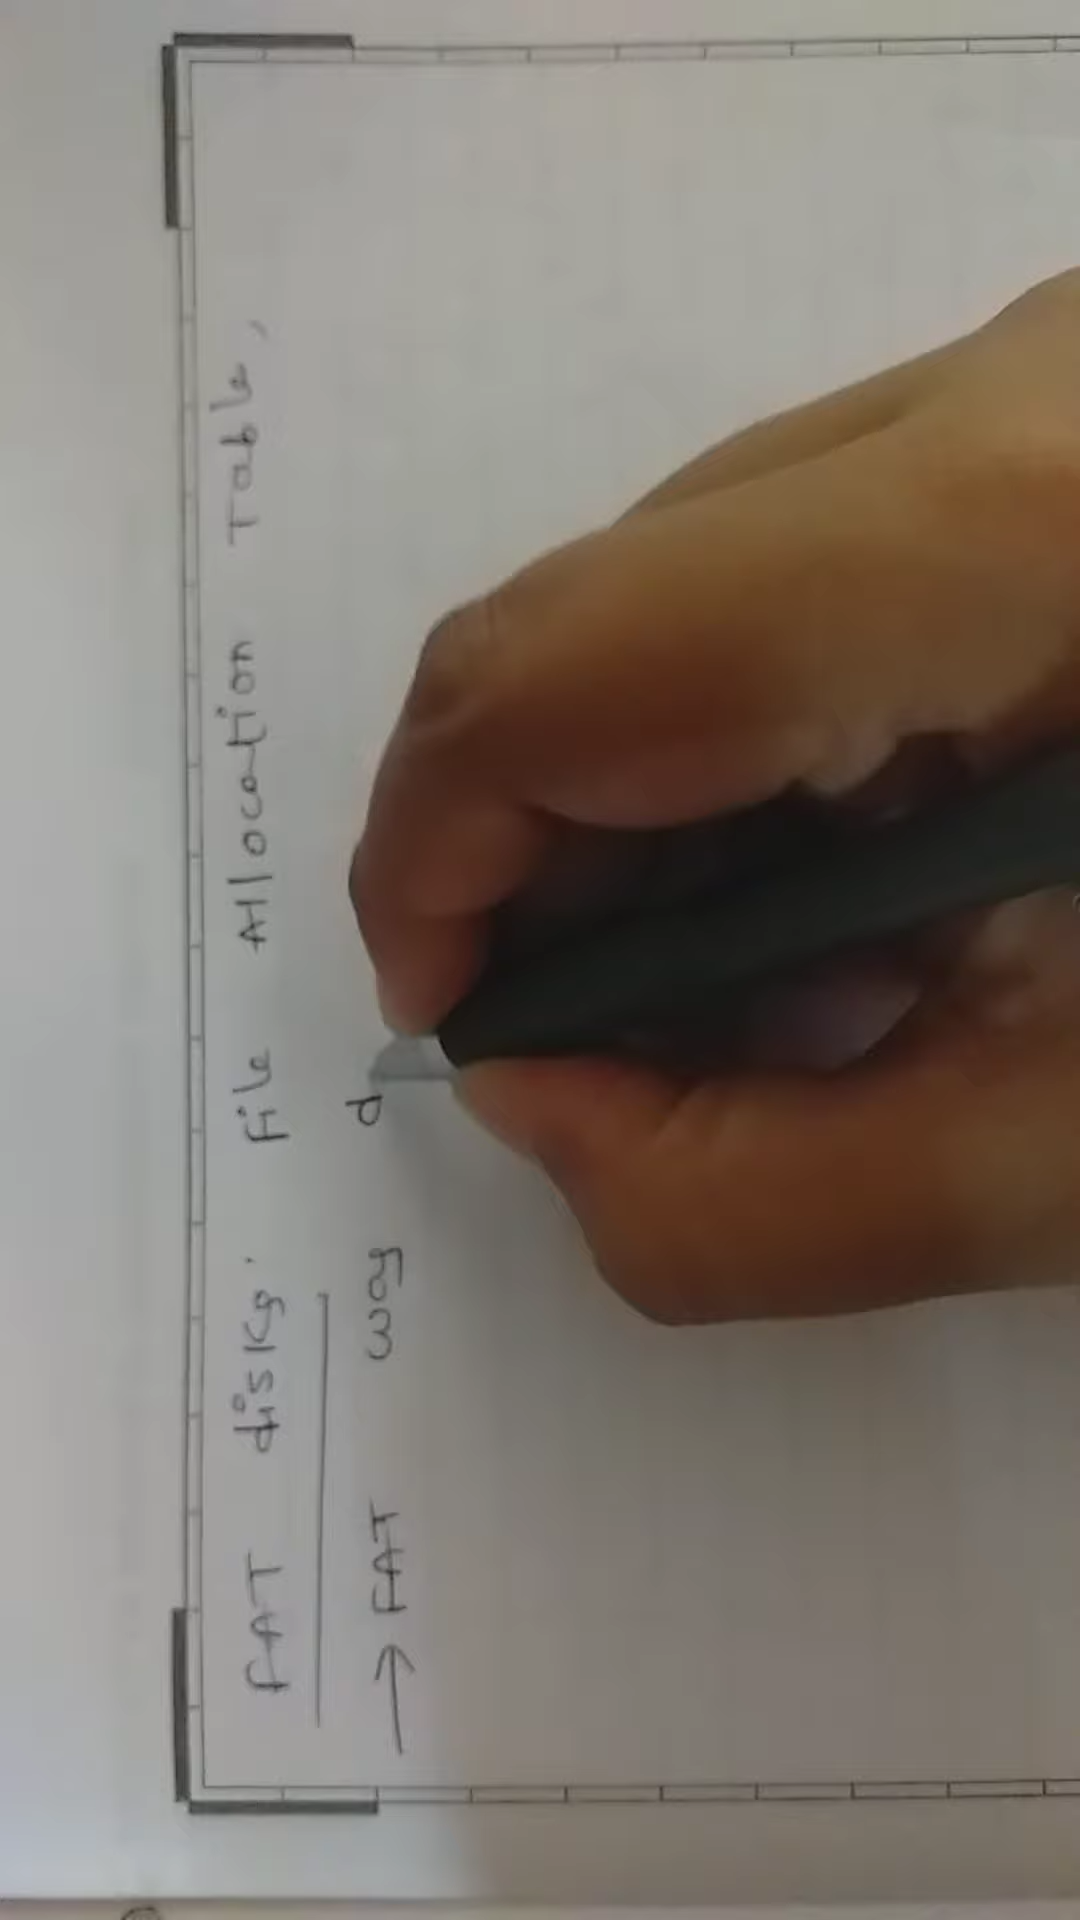 FAT disks. File Allocation Table,
→ FAT way d